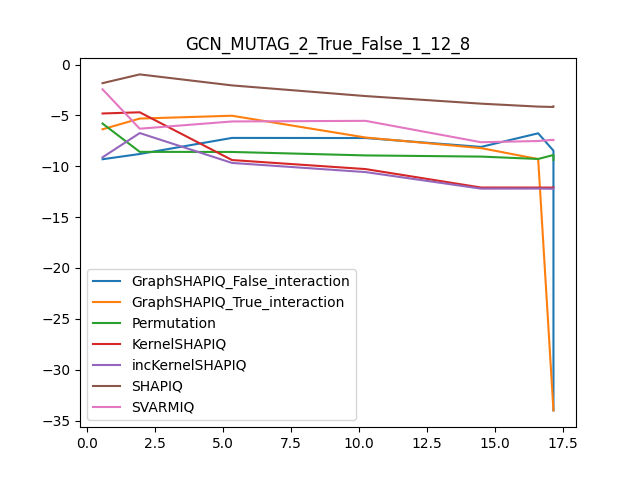 GCN_MUTAG_2_True_False_1_12_8
0
−5
−10
−15
−20
−25
−30
−35
GraphSHAPIQ_False_interaction
GraphSHAPIQ_True_interaction
Permutation
KernelSHAPIQ
incKernelSHAPIQ
SHAPIQ
SVARMIQ
0.0 2.5 5.0 7.5 10.0 12.5 15.0 17.5